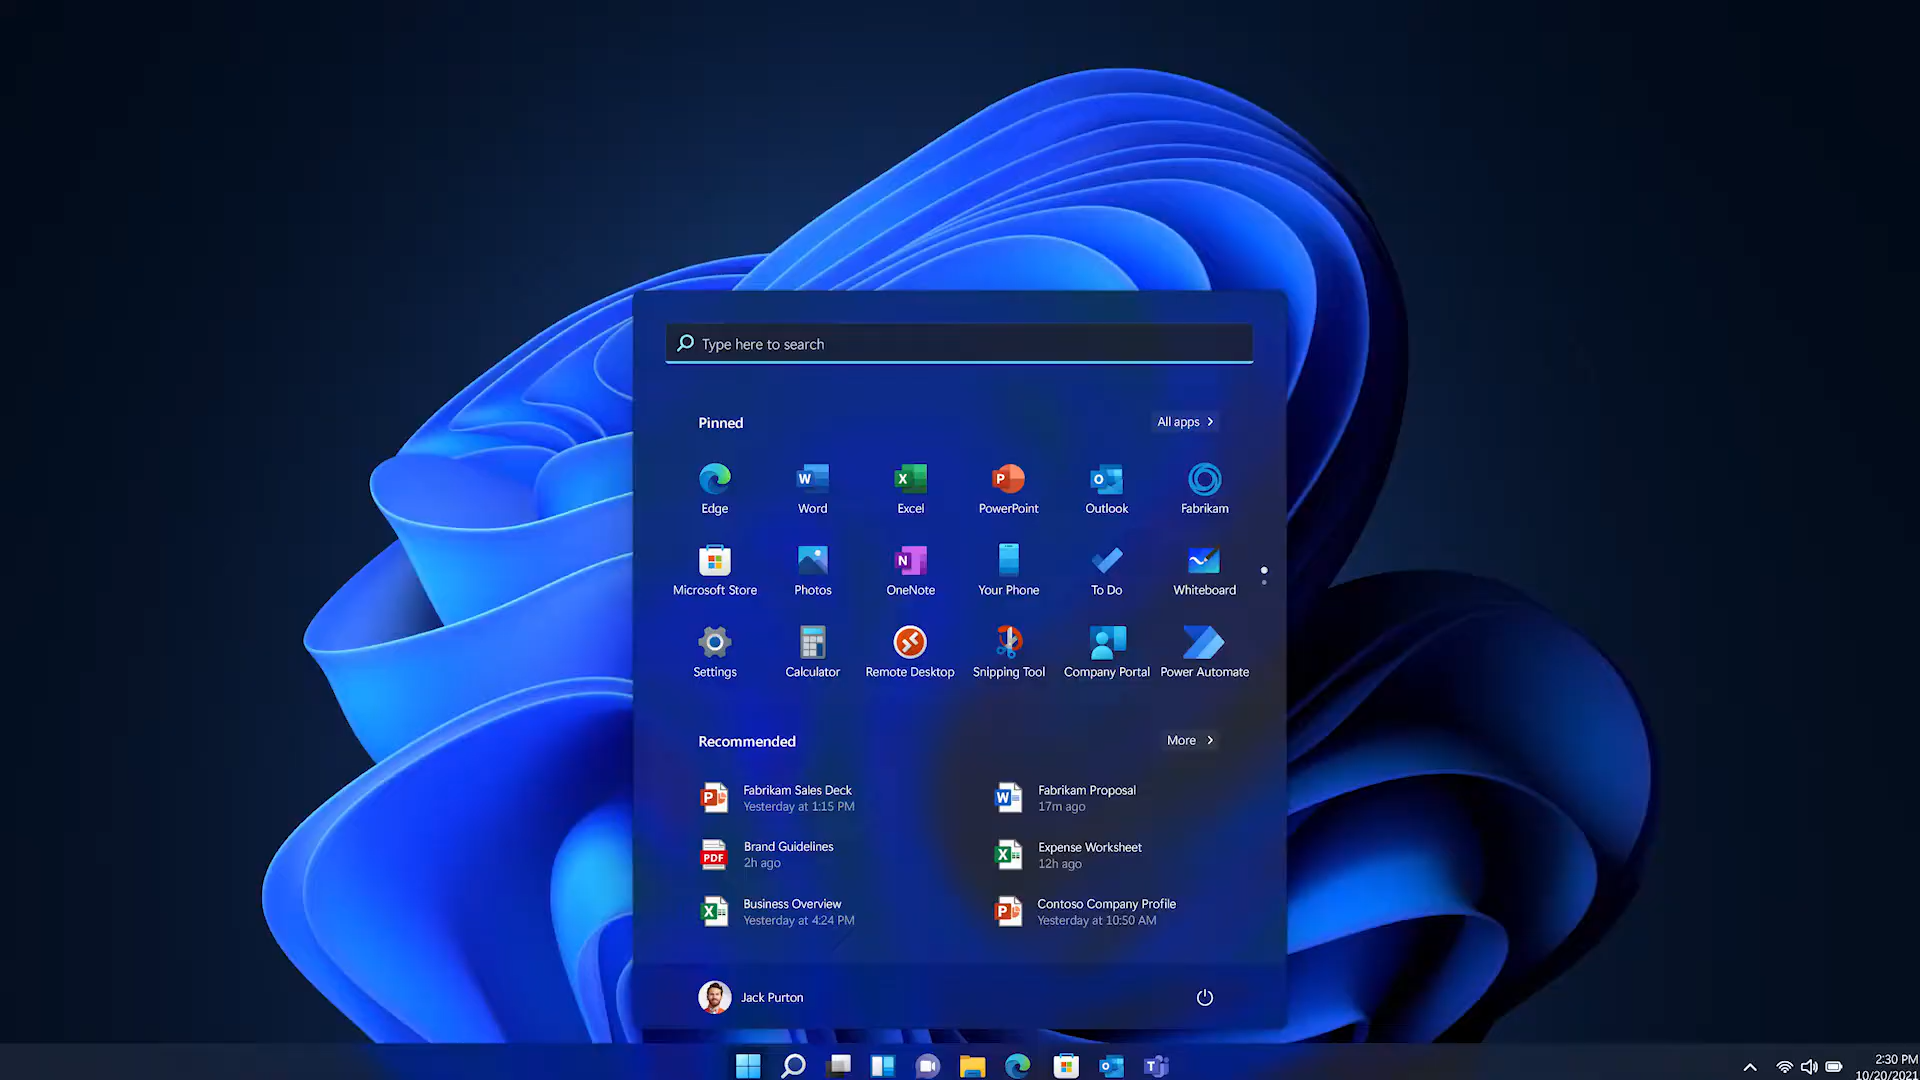 Type here to search
Pinned
All apps
Edge
Word
Excel
PowerPoint
Outlook
Fabrikam
Microsoft Store
Photos
OneNote
Your Phone
To Do
Whiteboard
Settings
Calculator
Remote Desktop
Snipping Tool
Company Portal
Power Automate
Recommended
More
Fabrikam Sales Deck
Yesterday at 1:15 PM
Fabrikam Proposal
17m ago
PDF
Brand Guidelines
2h ago
Expense Worksheet
12h ago
Business Overview
Yesterday at 4:24 PM
Contoso Company Profile
Yesterday at 10:50 AM
Jack Purton
2:30 PM
10/20/2021